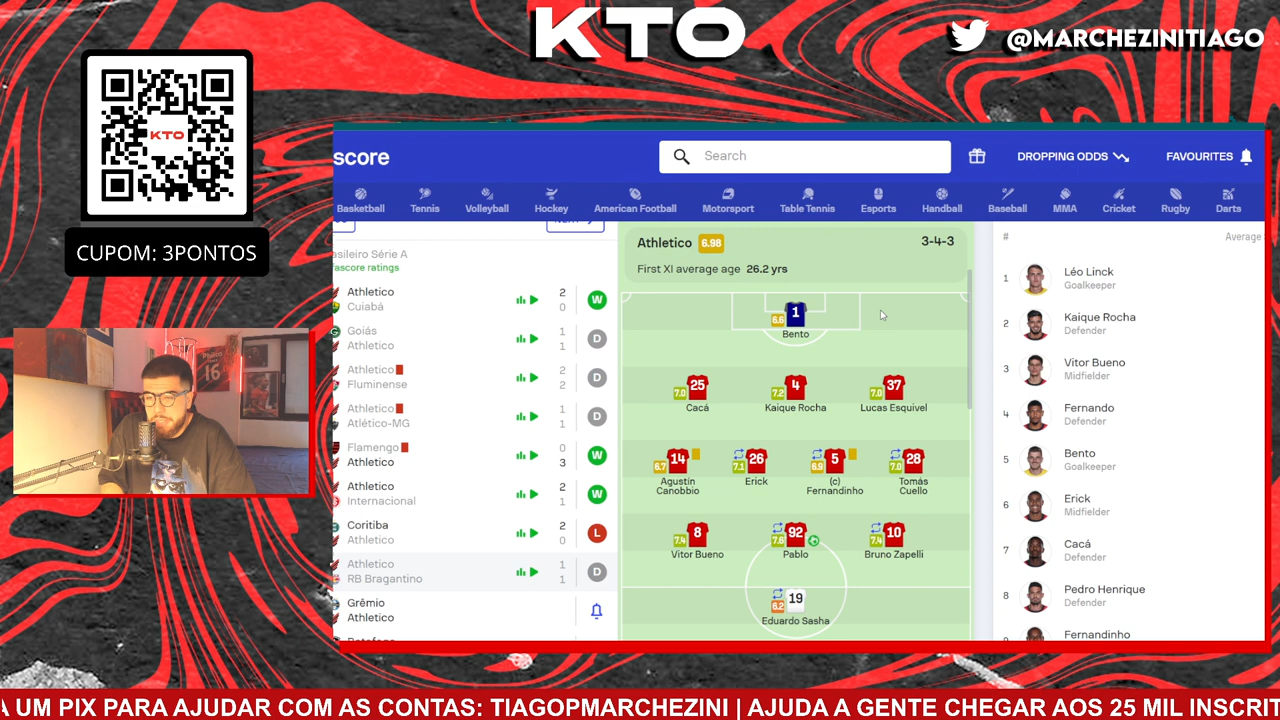 KTO
@MARCHEZINITIAGO
KTO
CUPOM: 3PONTOS
score
Search
DROPPING ODDS
FAVOURITES
Basketball
Tennis
Volleyball
Hockey
American Football
Motorsport
Table Tennis
Esports
Handball
Baseball
MMA
Cricket
Rugby
Darts
asileiro Série A
fascore ratings
Athletico 2
Cuiabá 0
W
Goiás 1
Athletico 1
D
Athletico 2
Fluminense 2
D
Athletico 1
Atlético-MG 1
D
Flamengo 0
Athletico 3
W
Athletico 2
Internacional 1
W
Coritiba 2
Athletico 0
L
Athletico 1
RB Bragantino 1
D
Grêmio
Athletico
Athletico 6.98
3-4-3
First XI average age 26.2 yrs
1
6.6
Bento
25
7.0
Cacá
4
7.2
Kaique Rocha
37
7.0
Lucas Esquivel
14
6.7
Agustín
Canobbio
26
7.1
Erick
5
6.9
(c)
Fernandinho
28
7.0
Tomás
Cuello
8
7.4
Vitor Bueno
92
7.6
Pablo
10
7.4
Bruno Zapelli
19
6.2
Eduardo Sasha
# Average
1 Léo Linck
Goalkeeper
2 Kaique Rocha
Defender
3 Vitor Bueno
Midfielder
4 Fernando
Defender
5 Bento
Goalkeeper
6 Erick
Midfielder
7 Cacá
Defender
8 Pedro Henrique
Defender
Fernandinho
A UM PIX PARA AJUDAR COM AS CONTAS: TIAGOPMARCHEZINI | AJUDA A GENTE CHEGAR AOS 25 MIL INSCRIT